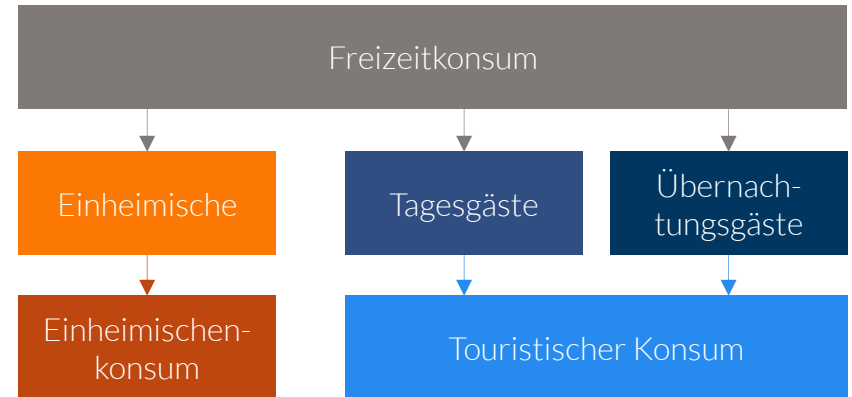 Freizeitkonsum
Einheimische
Tagesgäste
Übernach-
tungsgäste
Einheimischen-
konsum
Touristischer Konsum